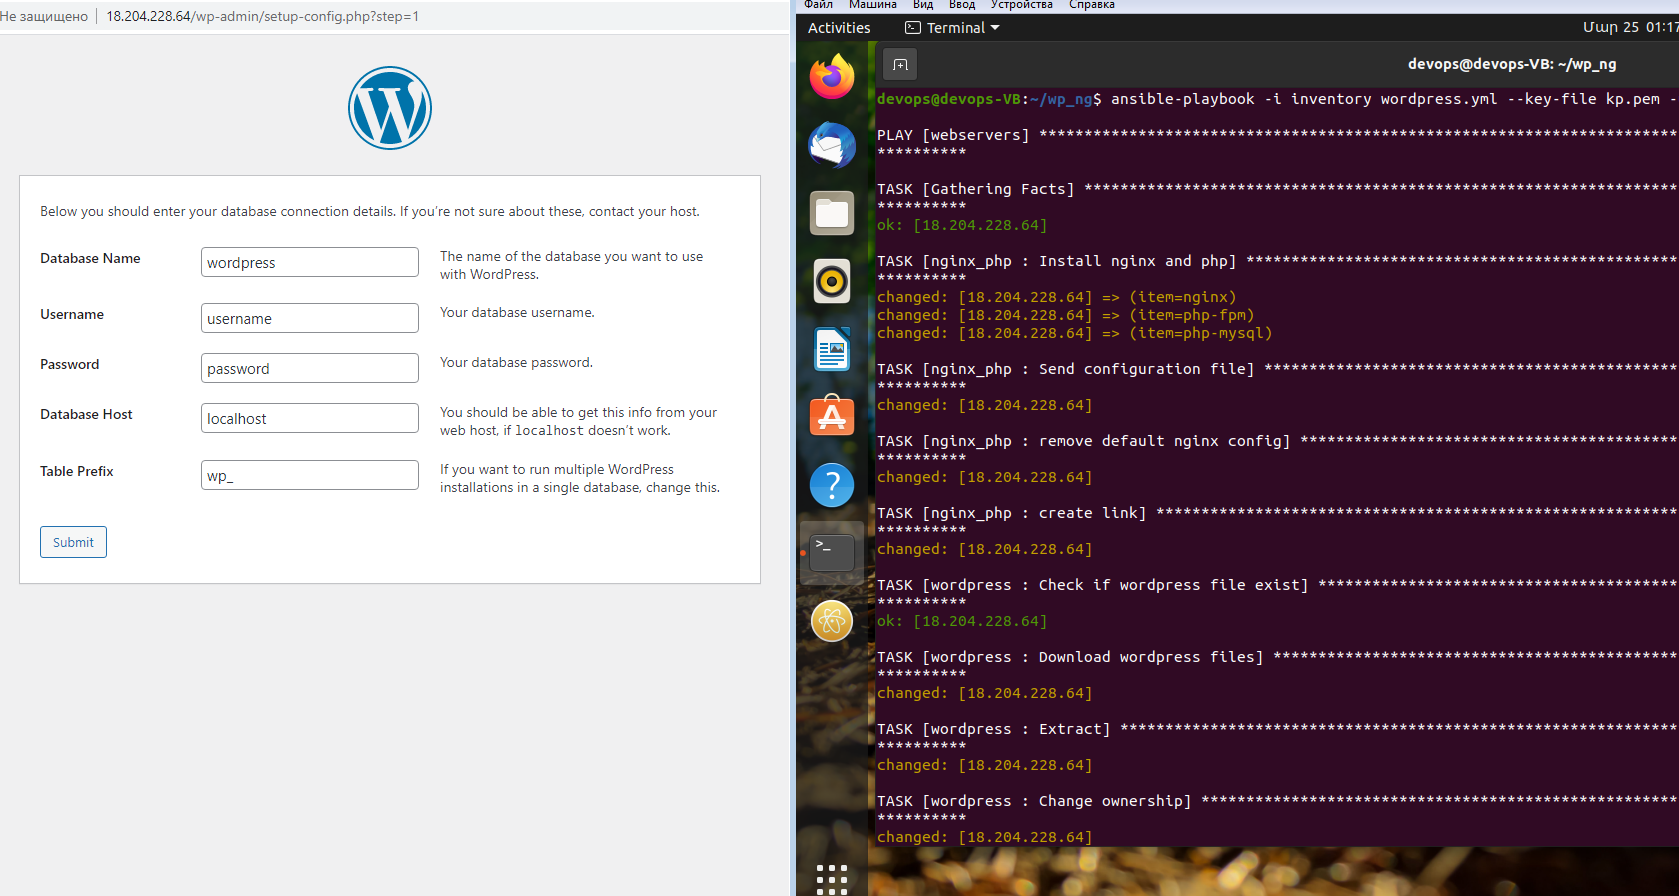 Не защищено 18.204.228.64/wp-admin/setup-config.php?step=1
Below you should enter your database connection details. If you’re not sure about these, contact your host.
Database Name
wordpress
The name of the database you want to use
with WordPress.
Username
username
Your database username.
Password
password
Your database password.
Database Host
localhost
You should be able to get this info from your
web host, if localhost doesn’t work.
Table Prefix
wp_
If you want to run multiple WordPress
installations in a single database, change this.
Submit
Файл Машина Вид Ввод Устройства Справка
Activities Terminal Մար 25 01:17
devops@devops-VB: ~/wp_ng
devops@devops-VB:~/wp_ng$ ansible-playbook -i inventory wordpress.yml --key-file kp.pem -
PLAY [webservers] ***********************************************************************
**********
TASK [Gathering Facts] ******************************************************************
**********
ok: [18.204.228.64]
TASK [nginx_php : Install nginx and php] ************************************************
**********
changed: [18.204.228.64] => (item=nginx)
changed: [18.204.228.64] => (item=php-fpm)
changed: [18.204.228.64] => (item=php-mysql)
TASK [nginx_php : Send configuration file] **********************************************
**********
changed: [18.204.228.64]
TASK [nginx_php : remove default nginx config] ******************************************
**********
changed: [18.204.228.64]
TASK [nginx_php : create link] **********************************************************
**********
changed: [18.204.228.64]
TASK [wordpress : Check if wordpress file exist] ****************************************
**********
ok: [18.204.228.64]
TASK [wordpress : Download wordpress files] *********************************************
**********
changed: [18.204.228.64]
TASK [wordpress : Extract] **************************************************************
**********
changed: [18.204.228.64]
TASK [wordpress : Change ownership] *****************************************************
**********
changed: [18.204.228.64]